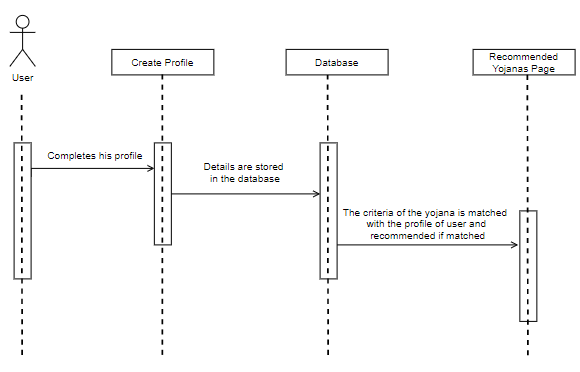 User
Create Profile
Database
Recommended
Yojanas Page
Completes his profile
Details are stored
in the database
The criteria of the yojana is matched
with the profile of user and
recommended if matched